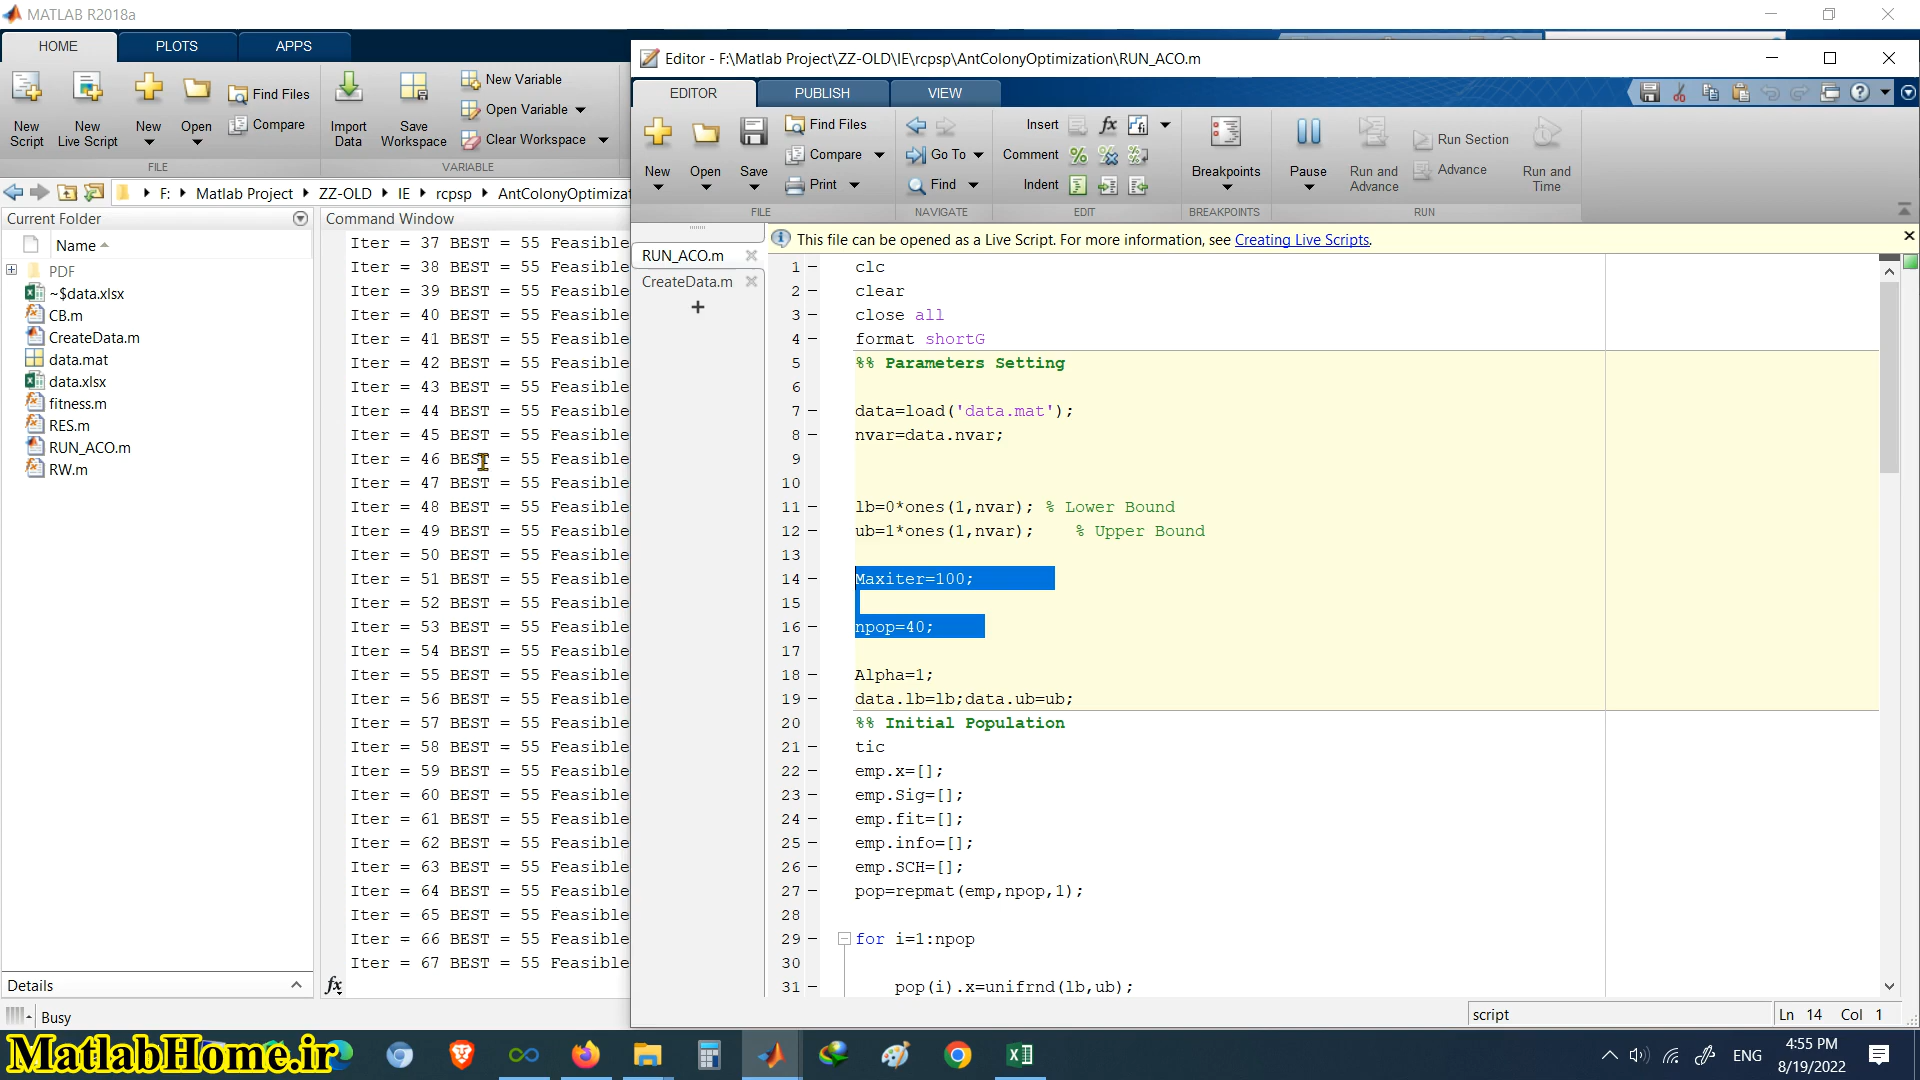 MATLAB R2018a
HOME PLOTS APPS
New Script
New Live Script
New
Open
Find Files
Compare
Import Data
Save Workspace
New Variable
Open Variable
Clear Workspace
FILE VARIABLE
F: Matlab Project ZZ-OLD IE rcpsp AntColonyOptimizat
Current Folder
Name
PDF
~$data.xlsx
CB.m
CreateData.m
data.mat
data.xlsx
fitness.m
RES.m
RUN_ACO.m
RW.m
Details
Busy
Command Window
Iter = 37 BEST = 55 Feasible
Iter = 38 BEST = 55 Feasible
Iter = 39 BEST = 55 Feasible
Iter = 40 BEST = 55 Feasible
Iter = 41 BEST = 55 Feasible
Iter = 42 BEST = 55 Feasible
Iter = 43 BEST = 55 Feasible
Iter = 44 BEST = 55 Feasible
Iter = 45 BEST = 55 Feasible
Iter = 46 BEST = 55 Feasible
Iter = 47 BEST = 55 Feasible
Iter = 48 BEST = 55 Feasible
Iter = 49 BEST = 55 Feasible
Iter = 50 BEST = 55 Feasible
Iter = 51 BEST = 55 Feasible
Iter = 52 BEST = 55 Feasible
Iter = 53 BEST = 55 Feasible
Iter = 54 BEST = 55 Feasible
Iter = 55 BEST = 55 Feasible
Iter = 56 BEST = 55 Feasible
Iter = 57 BEST = 55 Feasible
Iter = 58 BEST = 55 Feasible
Iter = 59 BEST = 55 Feasible
Iter = 60 BEST = 55 Feasible
Iter = 61 BEST = 55 Feasible
Iter = 62 BEST = 55 Feasible
Iter = 63 BEST = 55 Feasible
Iter = 64 BEST = 55 Feasible
Iter = 65 BEST = 55 Feasible
Iter = 66 BEST = 55 Feasible
Iter = 67 BEST = 55 Feasible
fx
Editor - F:\Matlab Project\ZZ-OLD\IE\rcpsp\AntColonyOptimization\RUN_ACO.m
EDITOR PUBLISH VIEW
New
Open
Save
Find Files
Compare
Print
Go To
Find
Insert
Comment
Indent
Breakpoints
Pause
Run and Advance
Run Section
Advance
Run and Time
FILE NAVIGATE EDIT BREAKPOINTS RUN
This file can be opened as a Live Script. For more information, see Creating Live Scripts.
RUN_ACO.m
CreateData.m
1 clc
2 clear
3 close all
4 format shortG
5 %% Parameters Setting
6
7 data=load('data.mat');
8 nvar=data.nvar;
9
10
11 lb=0*ones(1,nvar); % Lower Bound
12 ub=1*ones(1,nvar); % Upper Bound
13
14 Maxiter=100;
15
16 npop=40;
17
18 Alpha=1;
19 data.lb=lb;data.ub=ub;
20 %% Initial Population
21 tic
22 emp.x=[];
23 emp.Sig=[];
24 emp.fit=[];
25 emp.info=[];
26 emp.SCH=[];
27 pop=repmat(emp,npop,1);
28
29 for i=1:npop
30
31 pop(i).x=unifrnd(lb,ub);
script Ln 14 Col 1
MatlabHome.ir
ENG
4:55 PM
8/19/2022